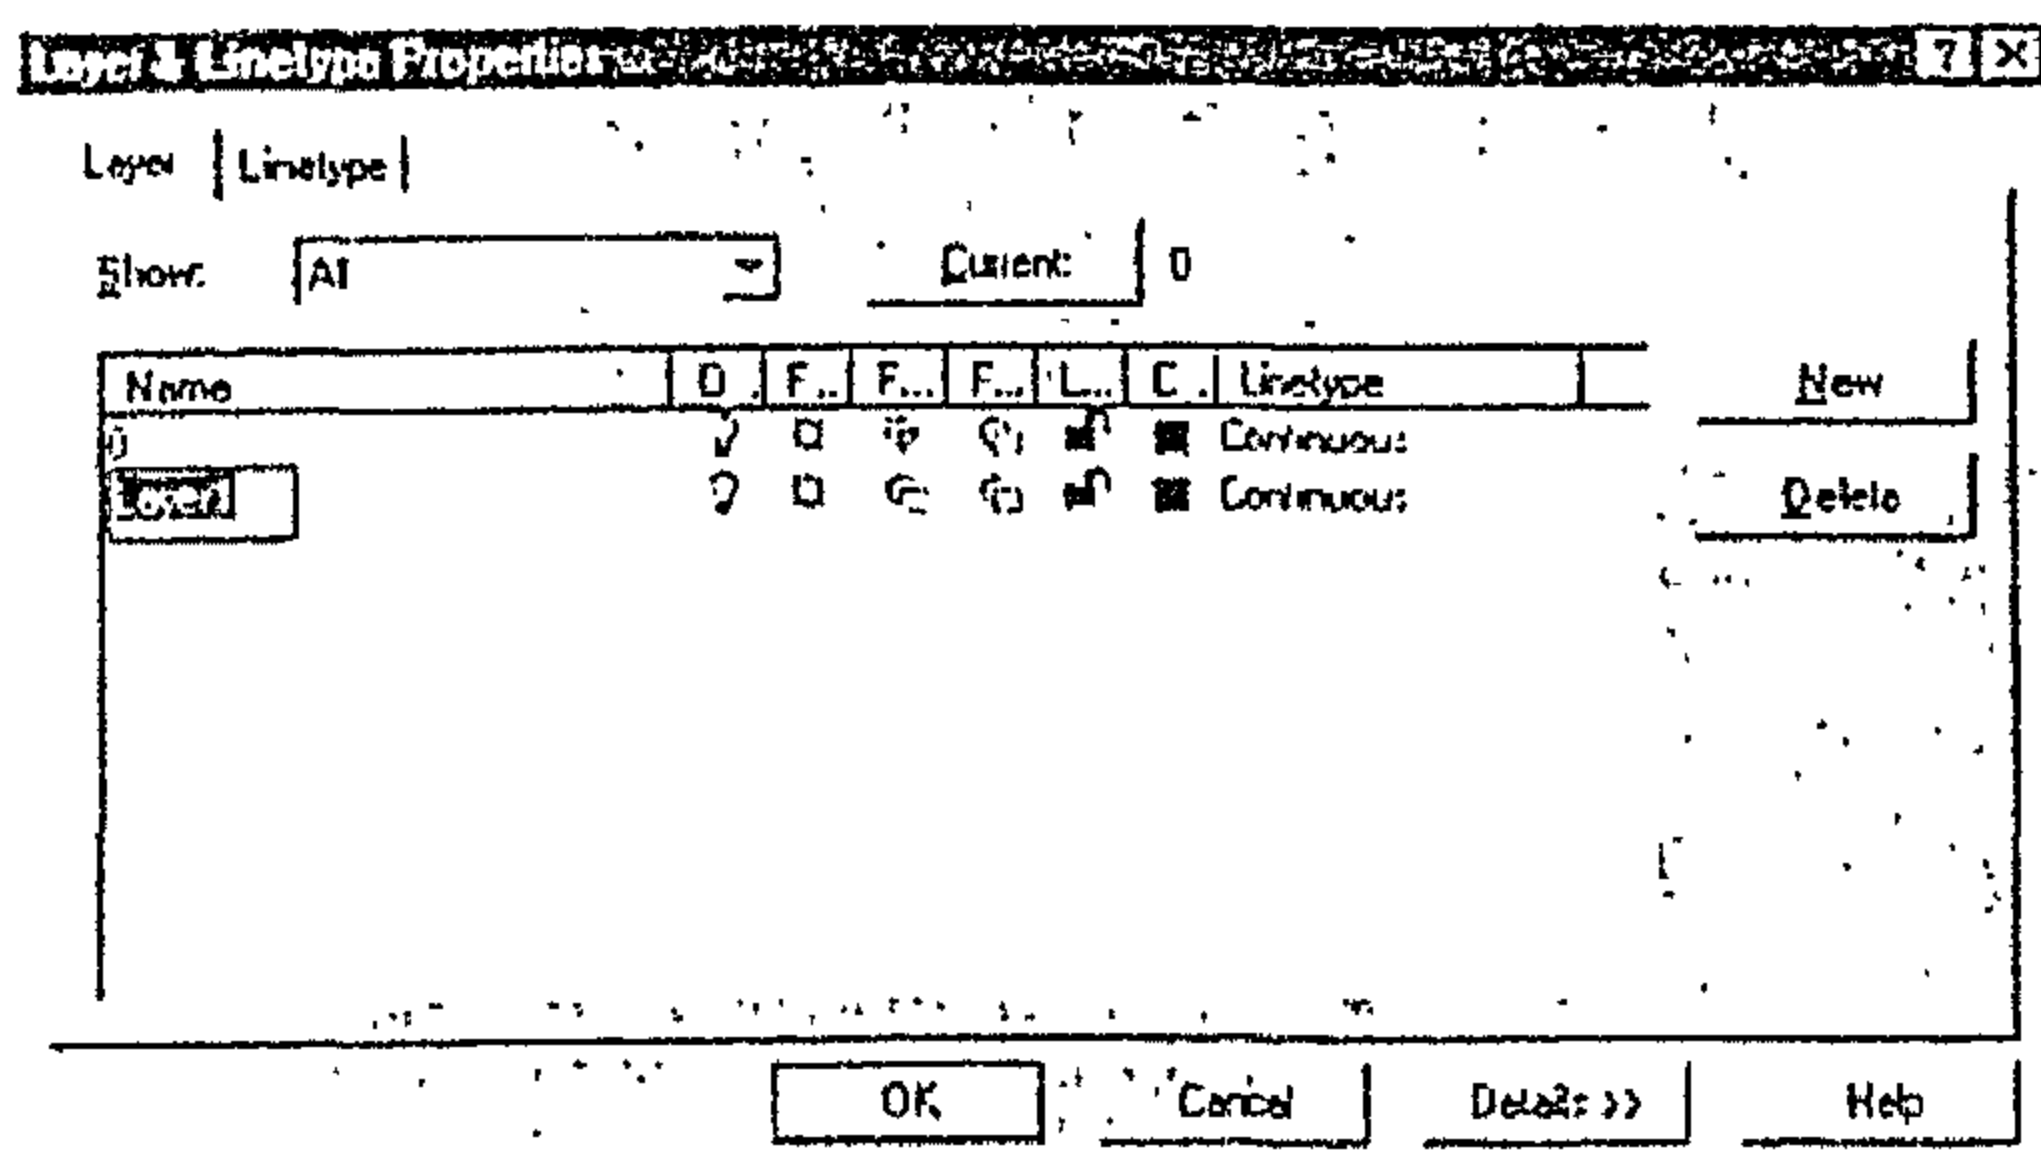 Layer & Linetype Properties ? X
Layer Linetype
Show: All Current: 0
Name O... F... F... F... L... C... Linetype New
0 Continuous
Layer1 Continuous Delete
OK Cancel Details >> Help